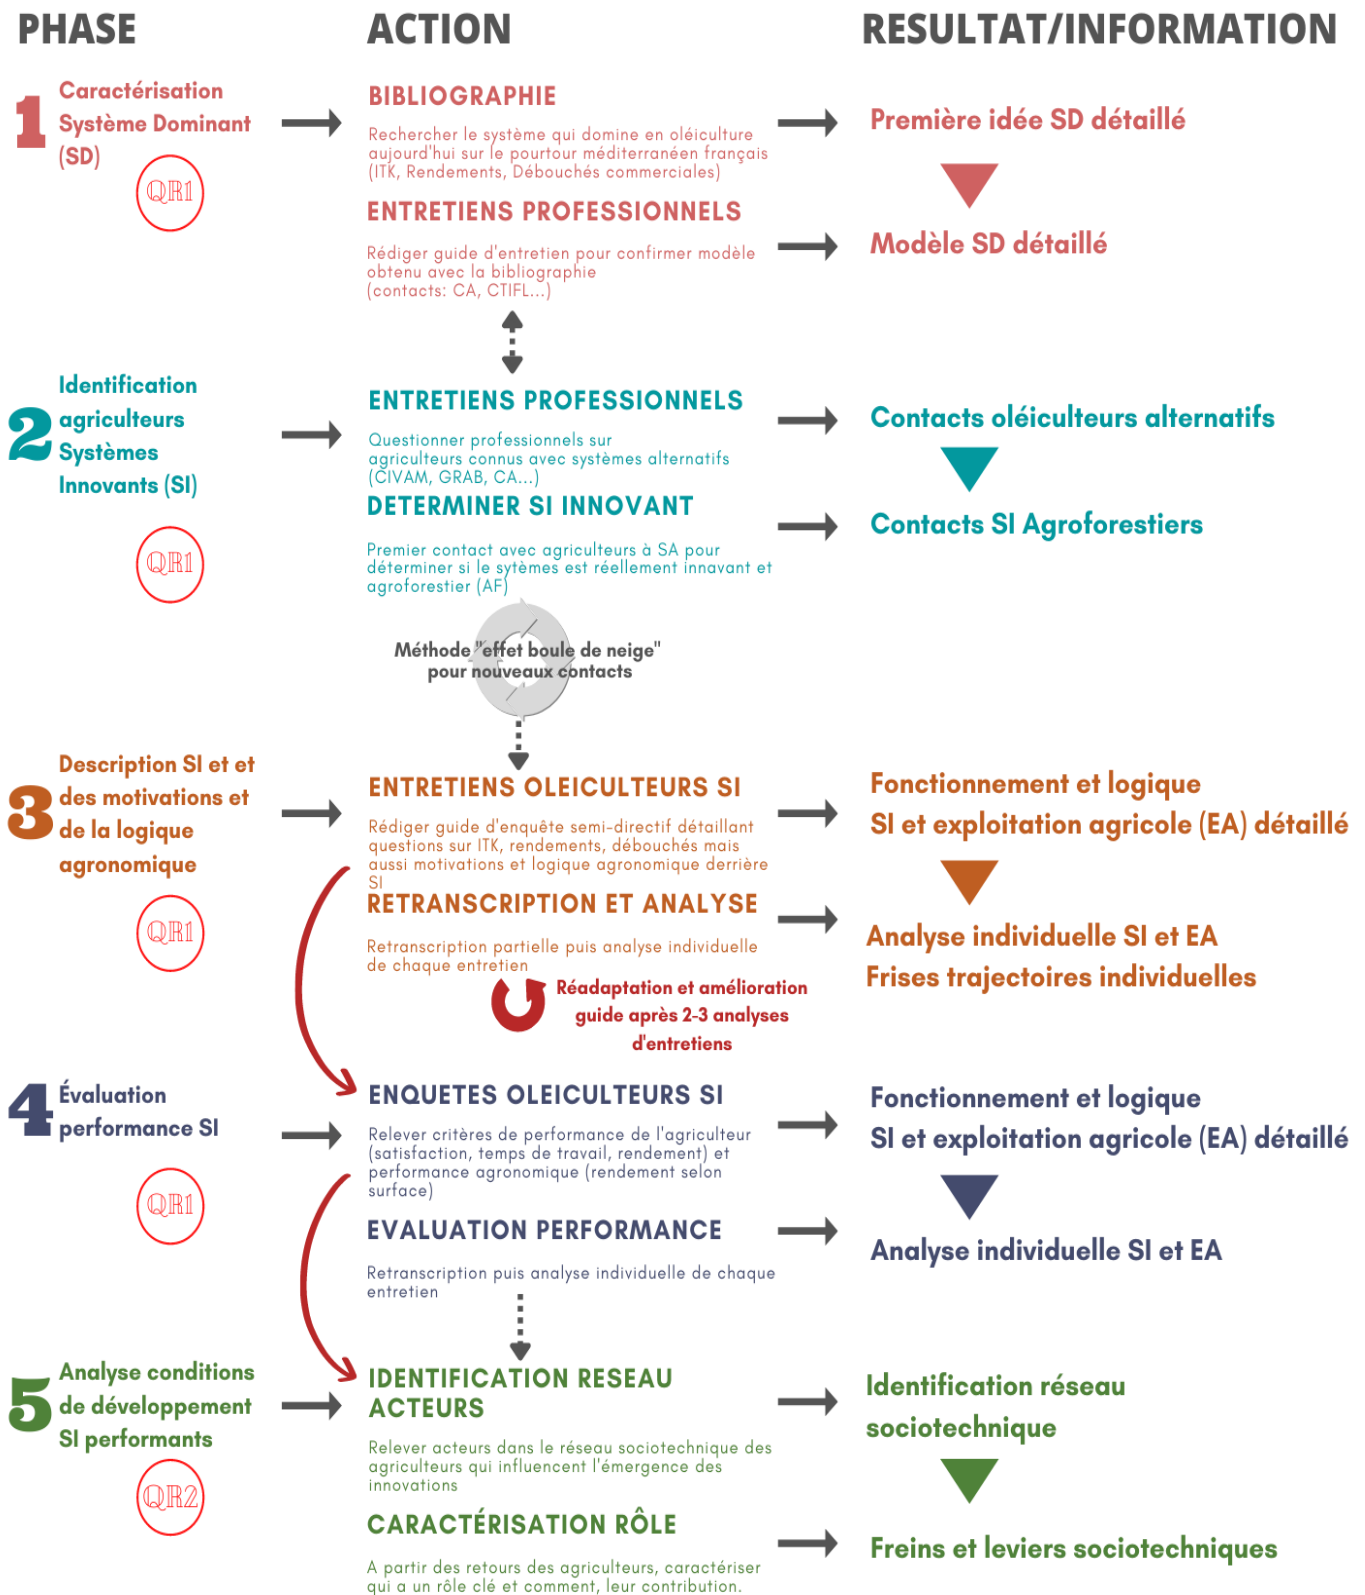 PHASE
ACTION
RESULTAT/INFORMATION
1
Caractérisation
Système Dominant
(SD)
QR1
BIBLIOGRAPHIE
Rechercher le système qui domine en oléiculture
aujourd'hui sur le pourtour méditerranéen français
(ITK, Rendements, Débouchés commerciales)
Première idée SD détaillé
ENTRETIENS PROFESSIONNELS
Rédiger guide d'entretien pour confirmer modèle
obtenu avec la bibliographie
(contacts: CA, CTIFL...)
Modèle SD détaillé
2
Identification
agriculteurs
Systèmes
Innovants (SI)
QR1
ENTRETIENS PROFESSIONNELS
Questionner professionnels sur
agriculteurs connus avec systèmes alternatifs
(CIVAM, GRAB, CA...)
Contacts oléiculteurs alternatifs
DETERMINER SI INNOVANT
Premier contact avec agriculteurs à SA pour
déterminer si le sytèmes est réellement innavant et
agroforestier (AF)
Contacts SI Agroforestiers
Méthode "effet boule de neige"
pour nouveaux contacts
3
Description SI et et
des motivations et
de la logique
agronomique
QR1
ENTRETIENS OLEICULTEURS SI
Rédiger guide d'enquête semi-directif détaillant
questions sur ITK, rendements, débouchés mais
aussi motivations et logique agronomique derrière
SI
Fonctionnement et logique
SI et exploitation agricole (EA) détaillé
RETRANSCRIPTION ET ANALYSE
Retranscription partielle puis analyse individuelle
de chaque entretien
Analyse individuelle SI et EA
Frises trajectoires individuelles
Réadaptation et amélioration
guide après 2-3 analyses
d'entretiens
4
Évaluation
performance SI
QR1
ENQUETES OLEICULTEURS SI
Relever critères de performance de l'agriculteur
(satisfaction, temps de travail, rendement) et
performance agronomique (rendement selon
surface)
Fonctionnement et logique
SI et exploitation agricole (EA) détaillé
EVALUATION PERFORMANCE
Retranscription puis analyse individuelle de chaque
entretien
Analyse individuelle SI et EA
5
Analyse conditions
de développement
SI performants
QR2
IDENTIFICATION RESEAU
ACTEURS
Relever acteurs dans le réseau sociotechnique des
agriculteurs qui influencent l'émergence des
innovations
Identification réseau
sociotechnique
CARACTÉRISATION RÔLE
A partir des retours des agriculteurs, caractériser
qui a un rôle clé et comment, leur contribution.
Freins et leviers sociotechniques